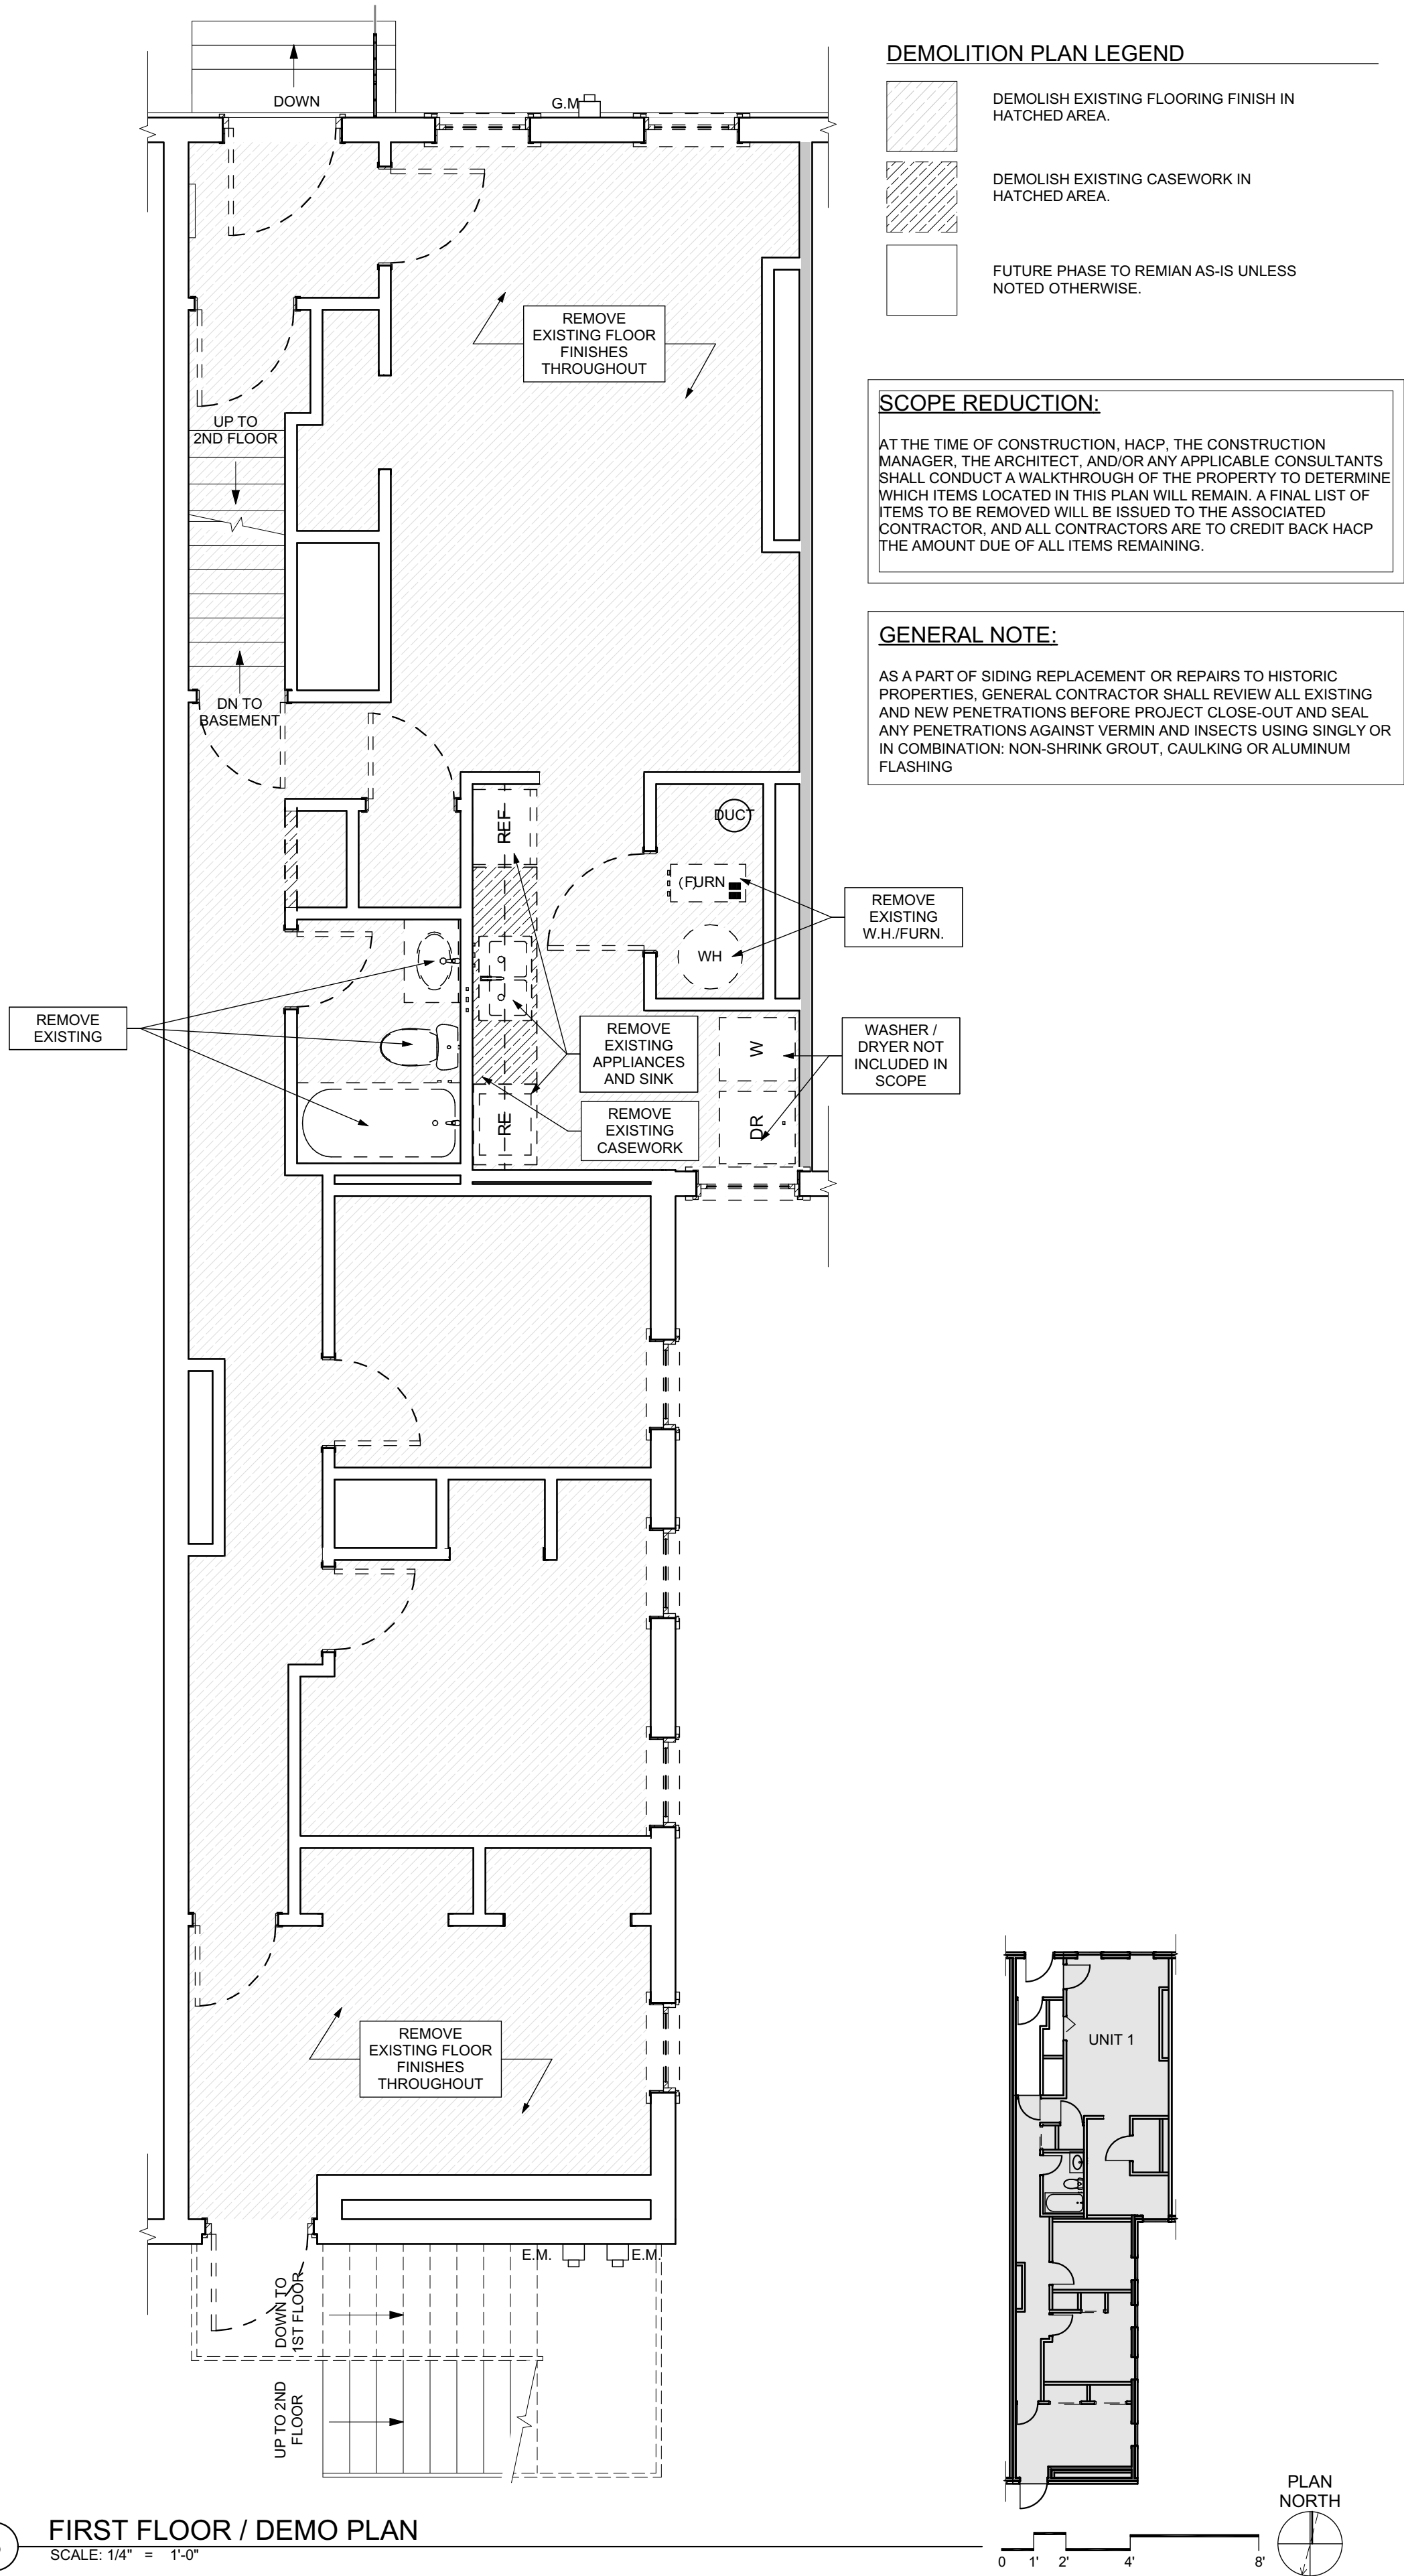 DEMOLITION PLAN LEGEND
DEMOLISH EXISTING FLOORING FINISH IN
HATCHED AREA.
DEMOLISH EXISTING CASEWORK IN
HATCHED AREA.
FUTURE PHASE TO REMIAN AS-IS UNLESS
NOTED OTHERWISE.
SCOPE REDUCTION:
AT THE TIME OF CONSTRUCTION, HACP, THE CONSTRUCTION
MANAGER, THE ARCHITECT, AND/OR ANY APPLICABLE CONSULTANTS
SHALL CONDUCT A WALKTHROUGH OF THE PROPERTY TO DETERMINE
WHICH ITEMS LOCATED IN THIS PLAN WILL REMAIN. A FINAL LIST OF
ITEMS TO BE REMOVED WILL BE ISSUED TO THE ASSOCIATED
CONTRACTOR, AND ALL CONTRACTORS ARE TO CREDIT BACK HACP
THE AMOUNT DUE OF ALL ITEMS REMAINING.
GENERAL NOTE:
AS A PART OF SIDING REPLACEMENT OR REPAIRS TO HISTORIC
PROPERTIES, GENERAL CONTRACTOR SHALL REVIEW ALL EXISTING
AND NEW PENETRATIONS BEFORE PROJECT CLOSE-OUT AND SEAL
ANY PENETRATIONS AGAINST VERMIN AND INSECTS USING SINGLY OR
IN COMBINATION: NON-SHRINK GROUT, CAULKING OR ALUMINUM
FLASHING
DOWN
G.M
REMOVE
EXISTING FLOOR
FINISHES
THROUGHOUT
UP TO
2ND FLOOR
DN TO
BASEMENT
REF
DUCT
( )FURN
WH
REMOVE
EXISTING
W.H./FURN.
REMOVE
EXISTING
REMOVE
EXISTING
APPLIANCES
AND SINK
W
WASHER /
DRYER NOT
INCLUDED IN
SCOPE
DR
RE
REMOVE
EXISTING
CASEWORK
REMOVE
EXISTING FLOOR
FINISHES
THROUGHOUT
E.M.
E.M.
DOWN TO
1ST FLOOR
UP TO 2ND
FLOOR
UNIT 1
PLAN
NORTH
FIRST FLOOR / DEMO PLAN
SCALE: 1/4" = 1'-0"
0 1' 2' 4' 8'